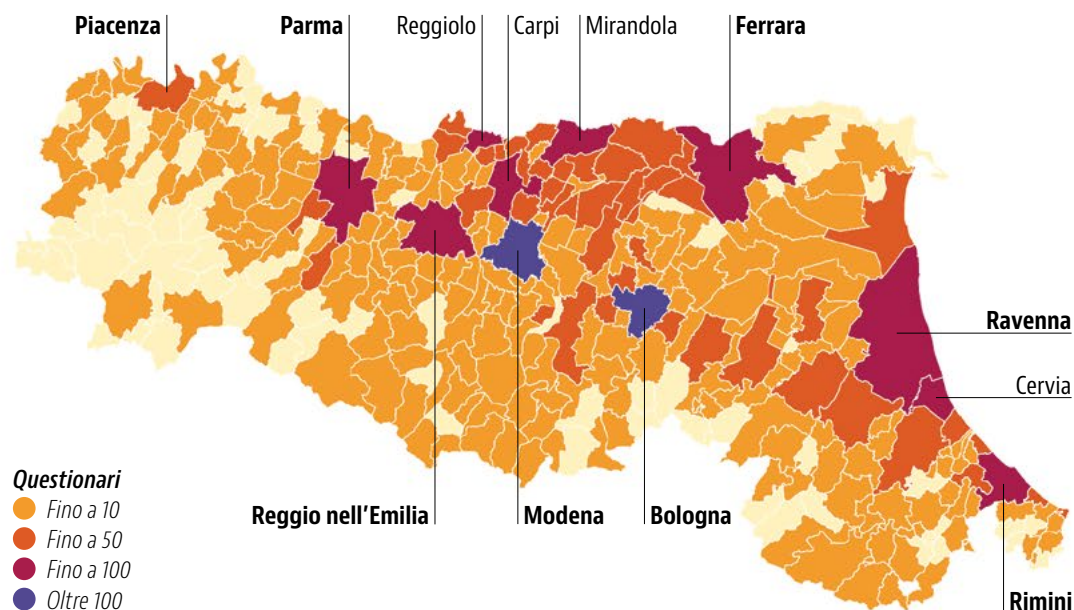 Piacenza
Parma
Reggiolo
Carpi
Mirandola
Ferrara
Ravenna
Cervia
Questionari
Fino a 10
Fino a 50
Fino a 100
Oltre 100
Reggio nell'Emilia
Modena
Bologna
Rimini